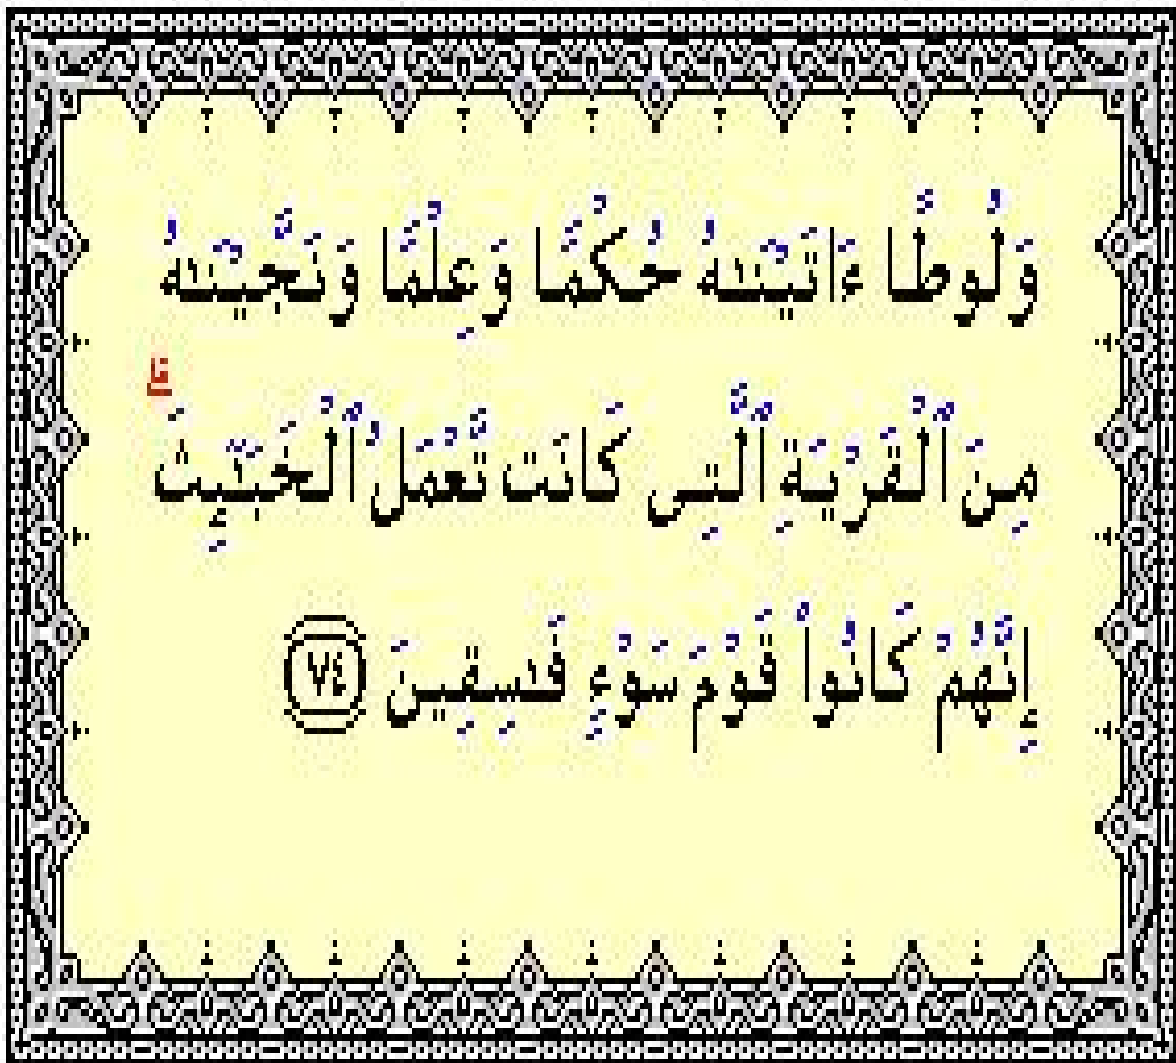 وَلُوطًا ءَاتَيْنَٰهُ حُكْمًا وَعِلْمًا وَنَجَّيْنَٰهُ
مِنَ ٱلْقَرْيَةِ ٱلَّتِى كَانَت تَّعْمَلُ ٱلْخَبَٰٓئِثَ ۗ
إِنَّهُمْ كَانُوا۟ قَوْمَ سَوْءٍ فَٰسِقِينَ ٧٤